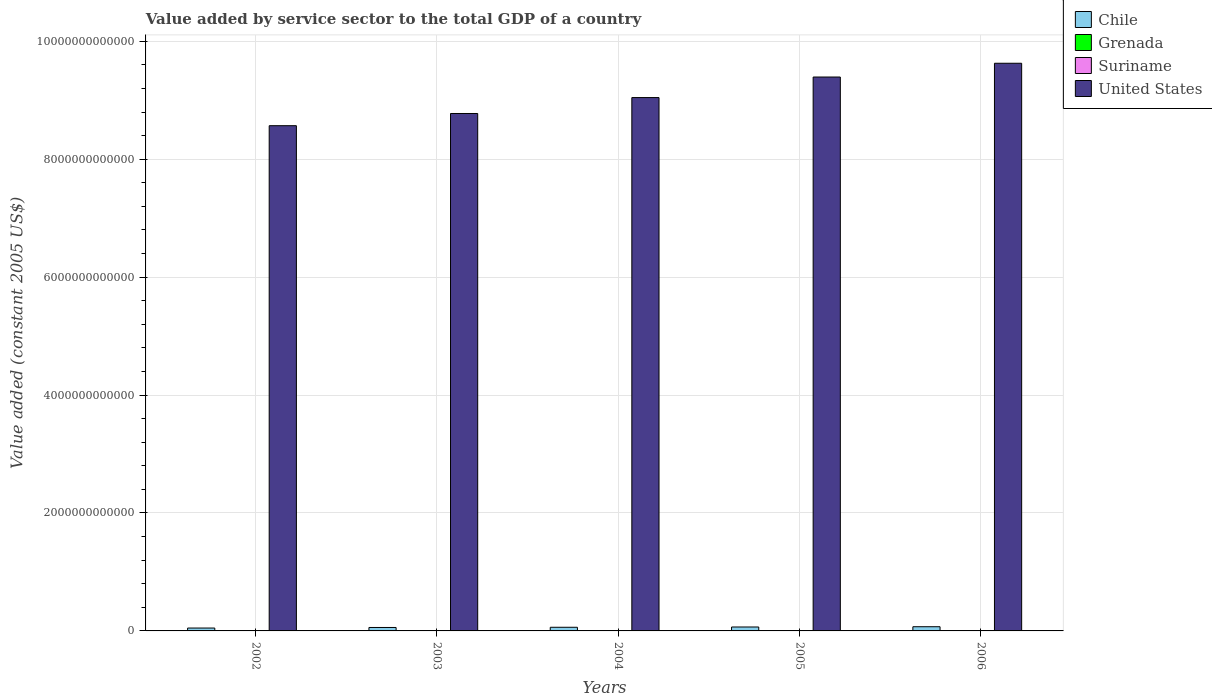 Value added by service sector to the total GDP of a country
Chile
Grenada
Suriname
United States
Value added (constant 2005 US$)
10000000000000
8000000000000
6000000000000
4000000000000
2000000000000
0
2002
2003
2004
2005
2006
Years